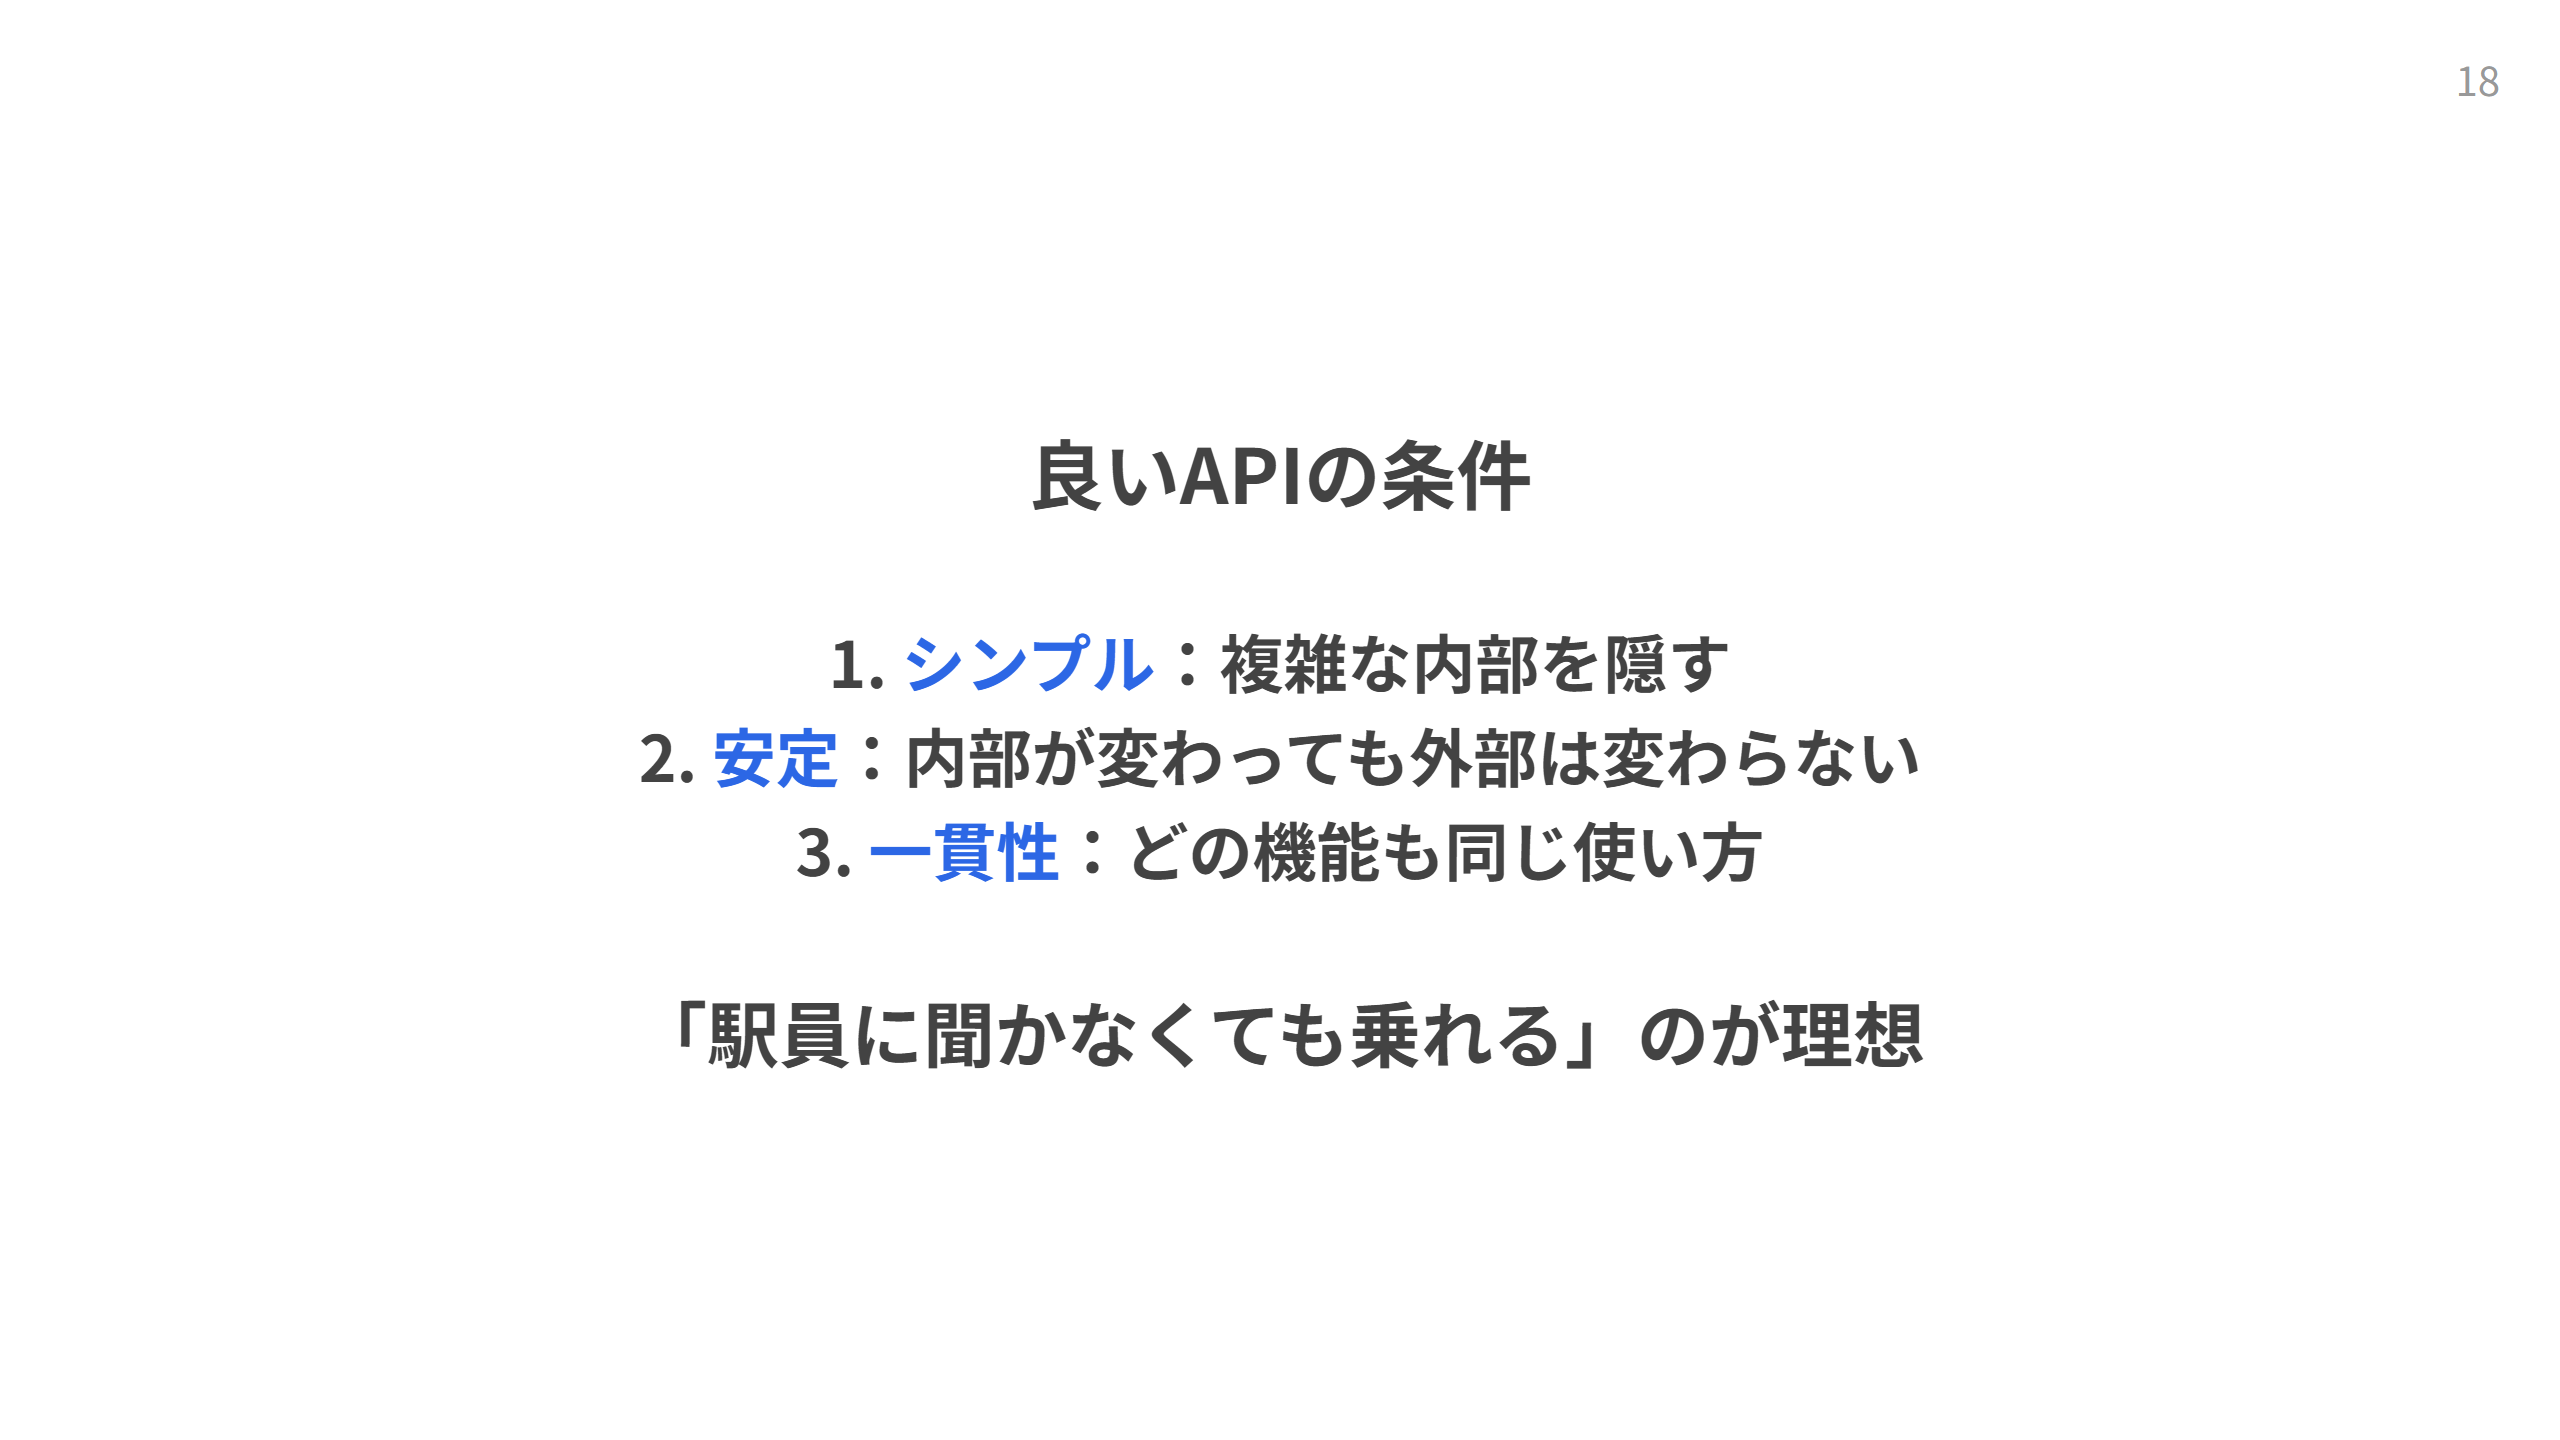 18
良いAPIの条件
1. シンプル：複雑な内部を隠す
2. 安定：内部が変わっても外部は変わらない
3. 一貫性：どの機能も同じ使い方
「駅員に聞かなくても乗れる」のが理想